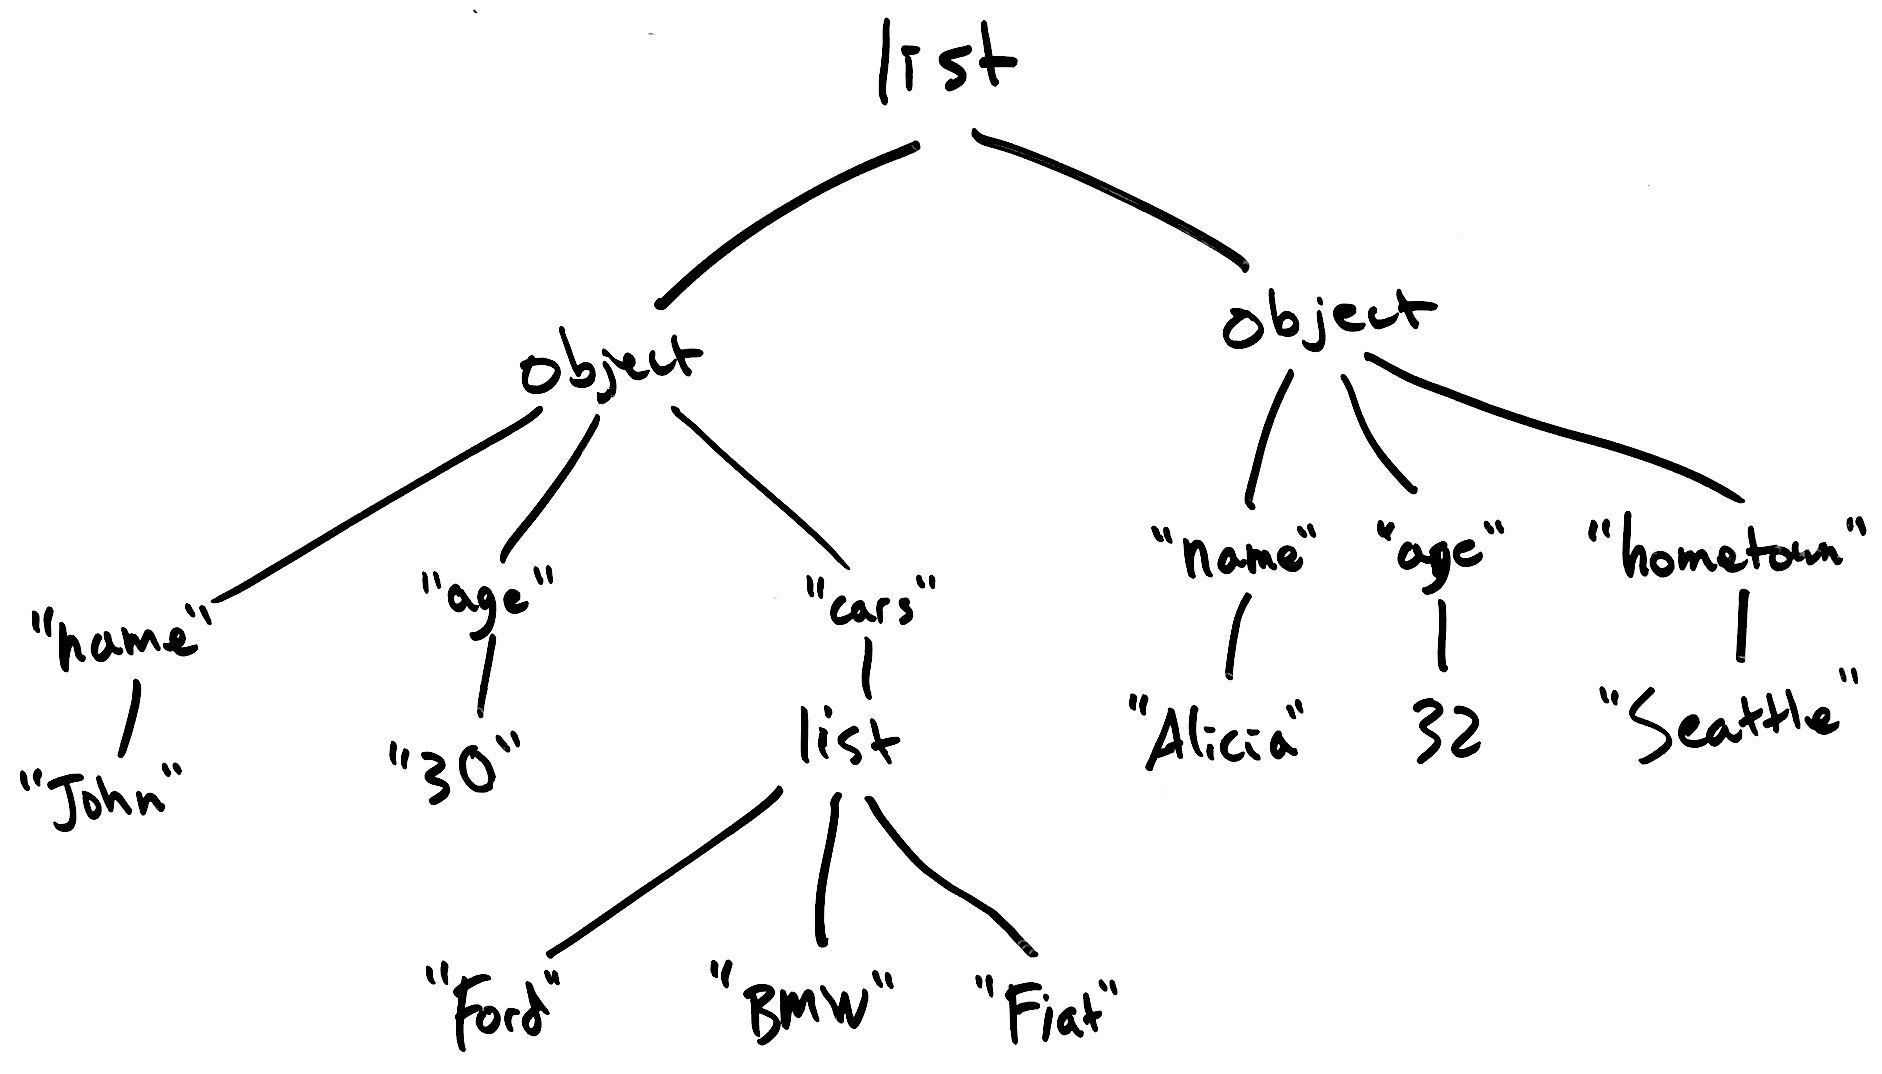 list
object
object
"name" "age" "hometown"
"name" "age" "cars"
"Alicia" 32 "Seattle"
"John" "30" list
"Ford" "BMW" "Fiat"